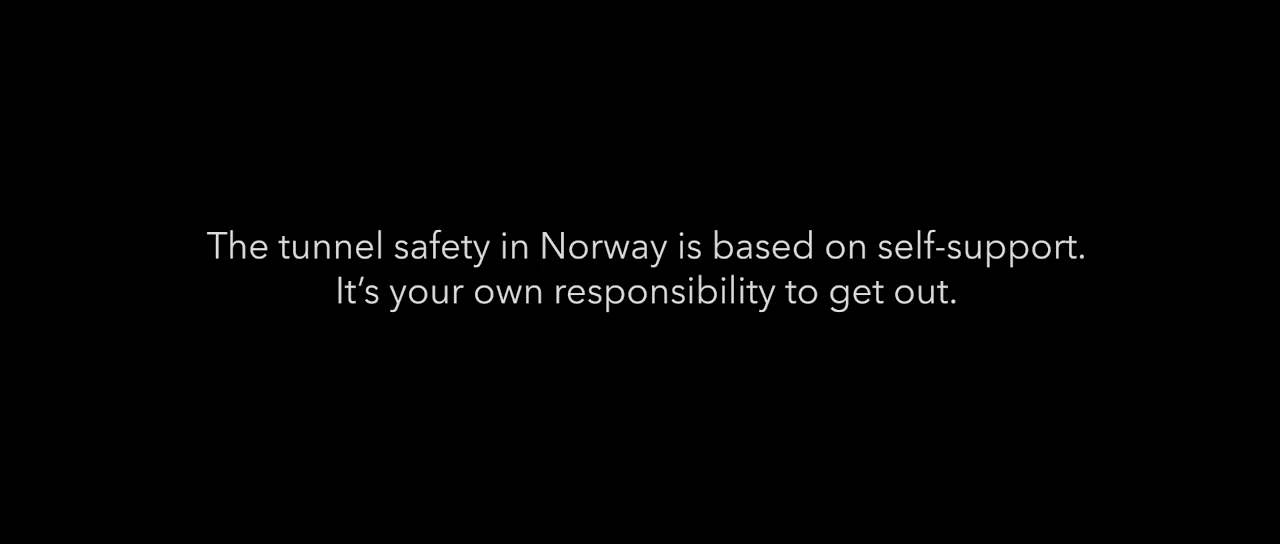 The tunnel safety in Norway is based on self-support.
It’s your own responsibility to get out.